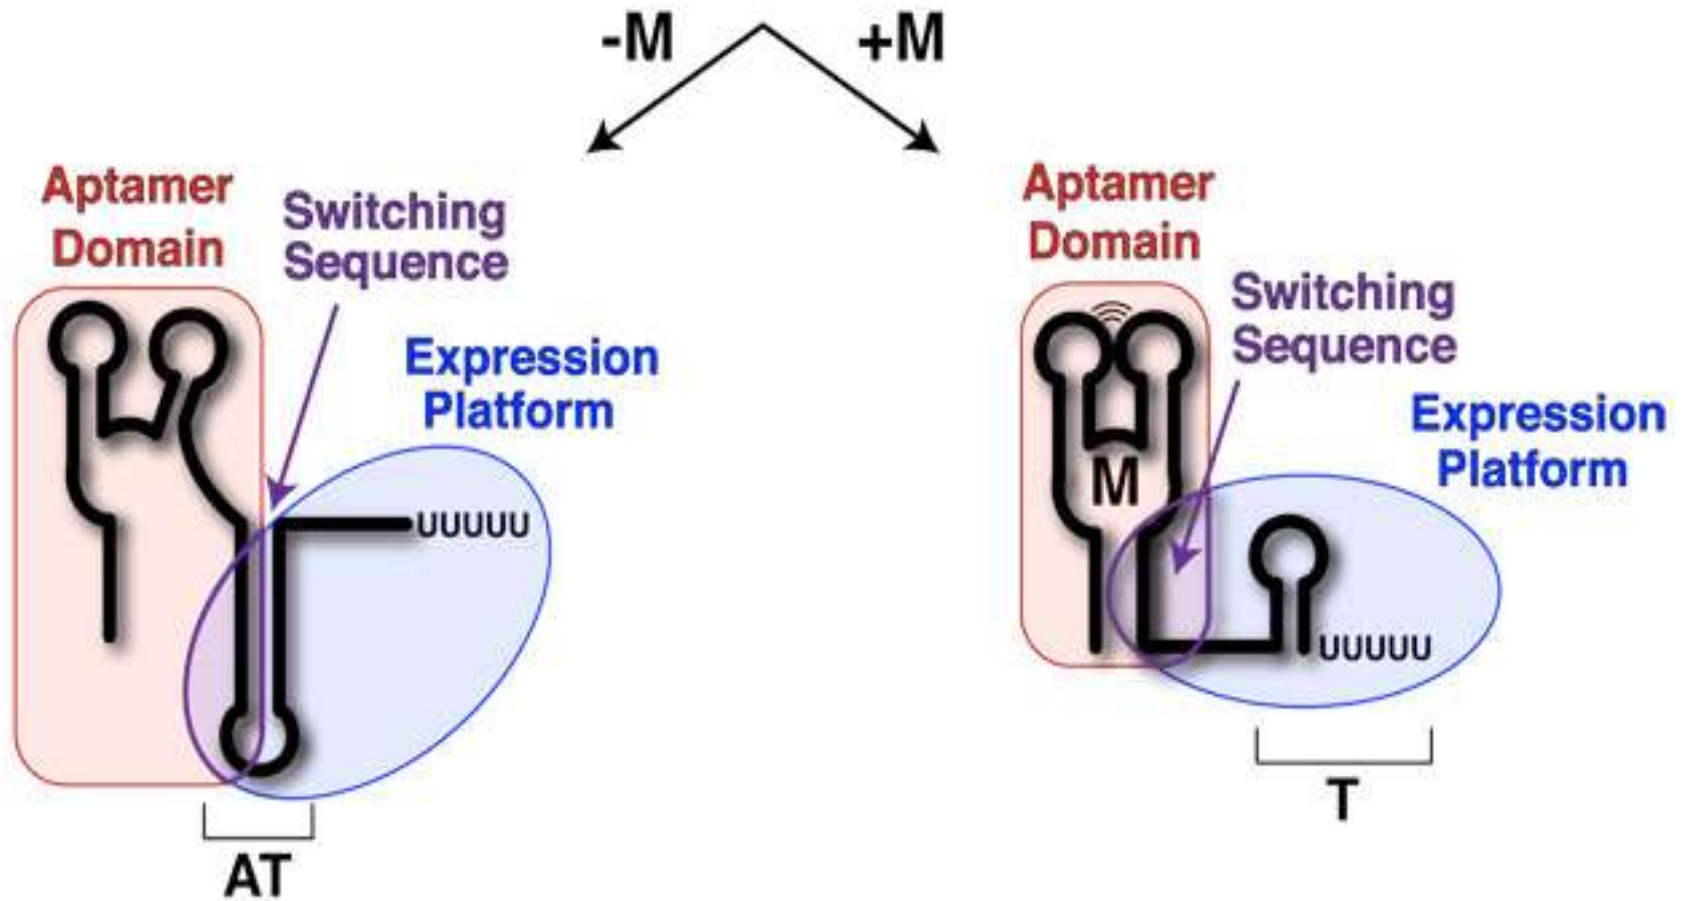 -M
+M
Aptamer
Domain
Switching
Sequence
Expression
Platform
UUUUU
AT
Aptamer
Domain
Switching
Sequence
Expression
Platform
M
UUUUU
T